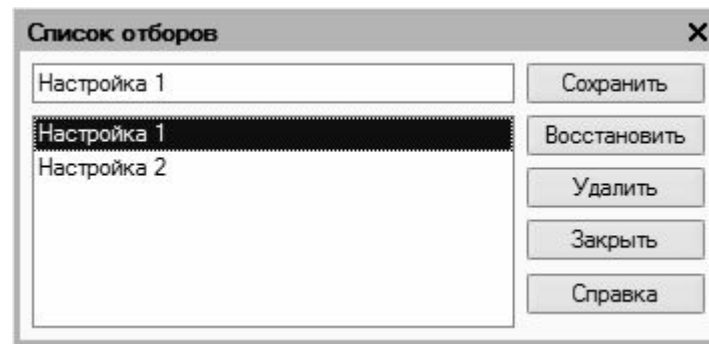 Список отборов
Настройка 1
Сохранить
Настройка 1
Восстановить
Настройка 2
Удалить
Закрыть
Справка